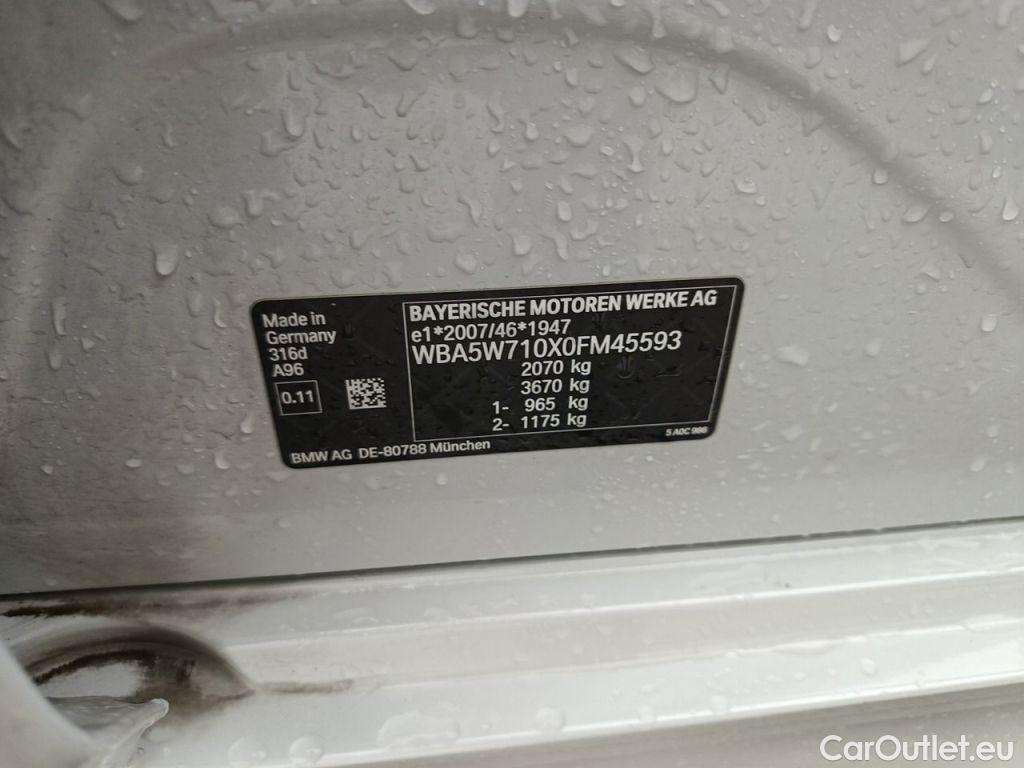 Made in
Germany
316d
A96
0.11
BAYERISCHE MOTOREN WERKE AG
e1*2007/46*1947
WBA5W710X0FM45593
2070 kg
3670 kg
1- 965 kg
2- 1175 kg
5 A0C 986
BMW AG DE-80788 München
CarOutlet.eu